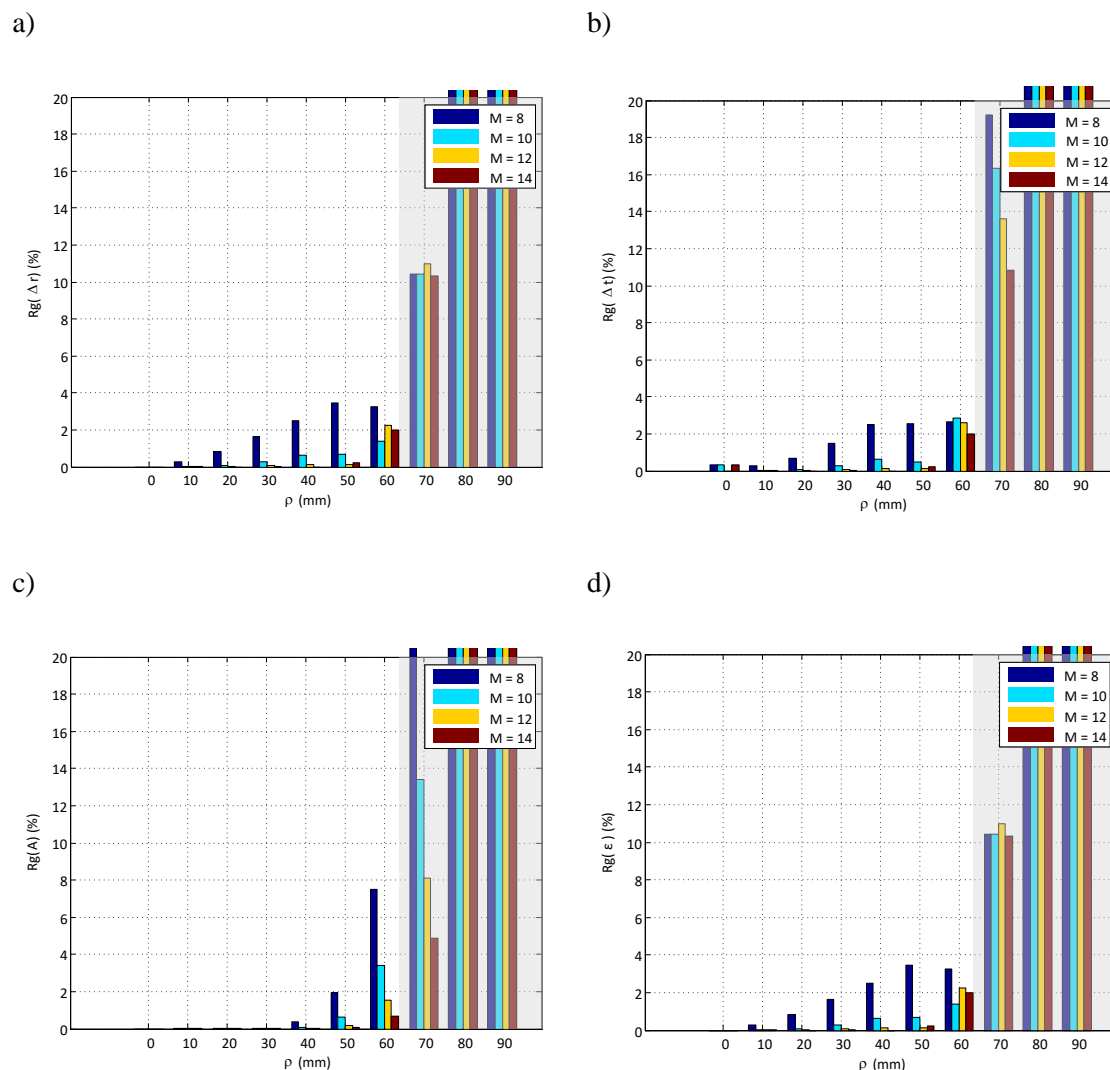 a)
20
18
16
14
12
10
8
6
4
2
0
Rg( Δ r) (%)
M = 8
M = 10
M = 12
M = 14
0 10 20 30 40 50 60 70 80 90
ρ (mm)
b)
20
18
16
14
12
10
8
6
4
2
0
Rg( Δ t) (%)
M = 8
M = 10
M = 12
M = 14
0 10 20 30 40 50 60 70 80 90
ρ (mm)
c)
20
18
16
14
12
10
8
6
4
2
0
Rg(A) (%)
M = 8
M = 10
M = 12
M = 14
0 10 20 30 40 50 60 70 80 90
ρ (mm)
d)
20
18
16
14
12
10
8
6
4
2
0
Rg( ε ) (%)
M = 8
M = 10
M = 12
M = 14
0 10 20 30 40 50 60 70 80 90
ρ (mm)